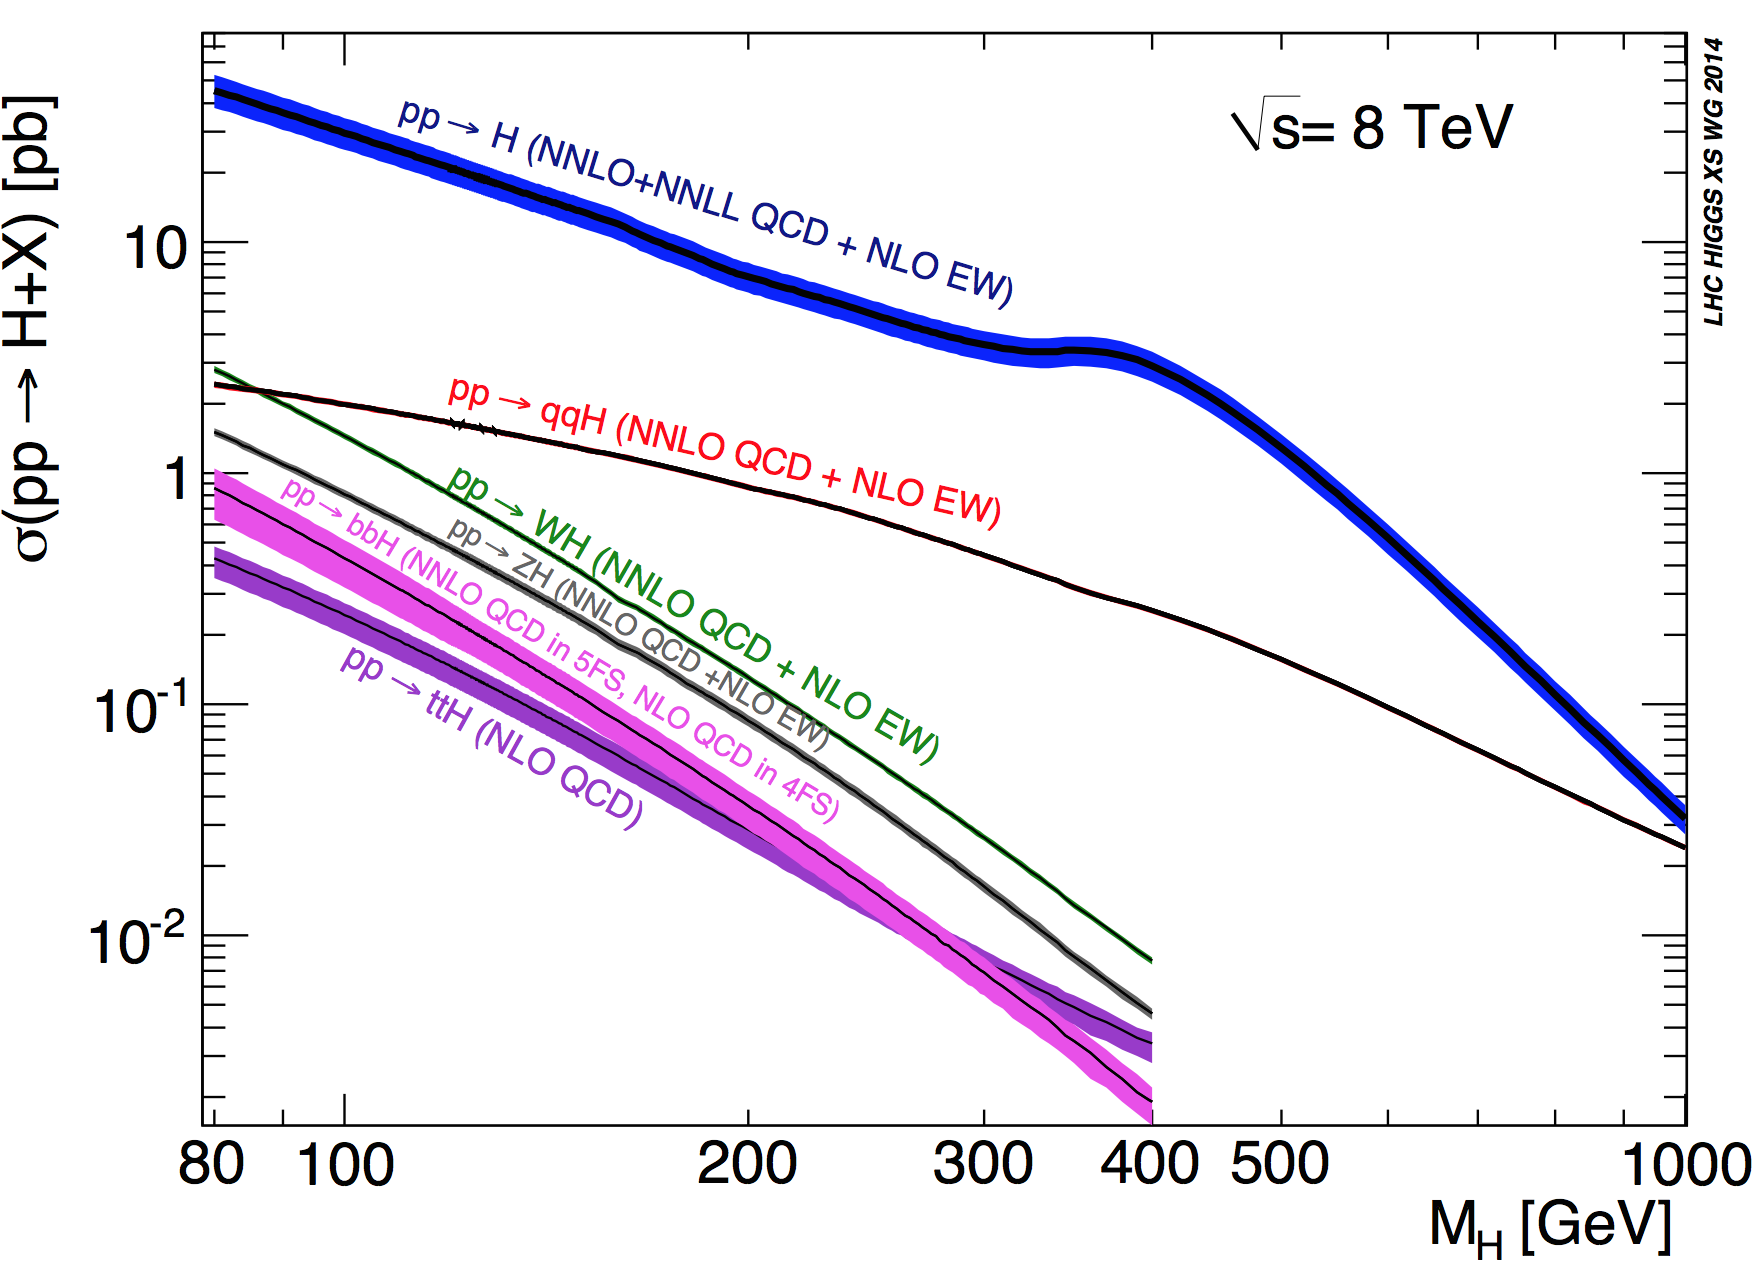 σ(pp → H+X) [pb]
√s= 8 TeV
LHC HIGGS XS WG 2014
pp → H (NNLO+NNLL QCD + NLO EW)
pp → qqH (NNLO QCD + NLO EW)
pp → WH (NNLO QCD + NLO EW)
pp → ZH (NNLO QCD +NLO EW)
pp → bbH (NNLO QCD in 5FS, NLO QCD in 4FS)
pp → ttH (NLO QCD)
10
1
10⁻¹
10⁻²
80 100 200 300 400 500 1000
M_H [GeV]